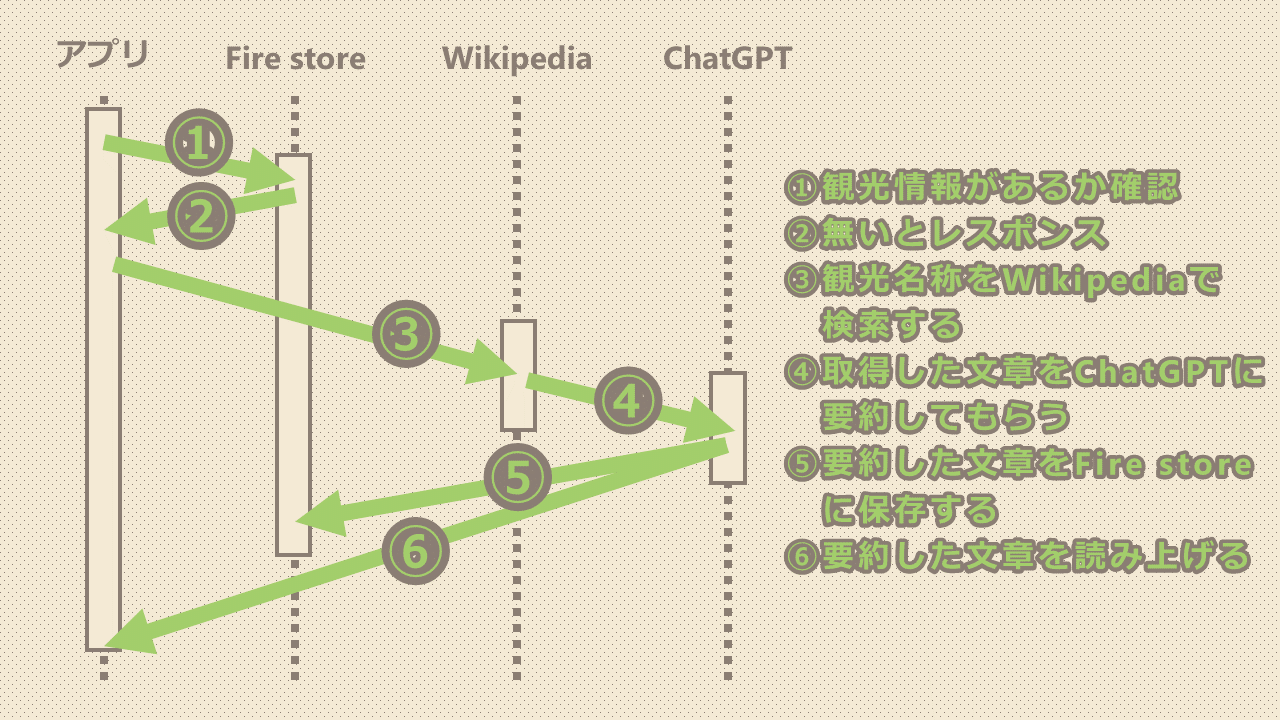 アプリ
Fire store
Wikipedia
ChatGPT
①
②
③
④
⑤
⑥
①観光情報があるか確認
②無いとレスポンス
③観光名称をWikipediaで
検索する
④取得した文章をChatGPTに
要約してもらう
⑤要約した文章をFire store
に保存する
⑥要約した文章を読み上げる